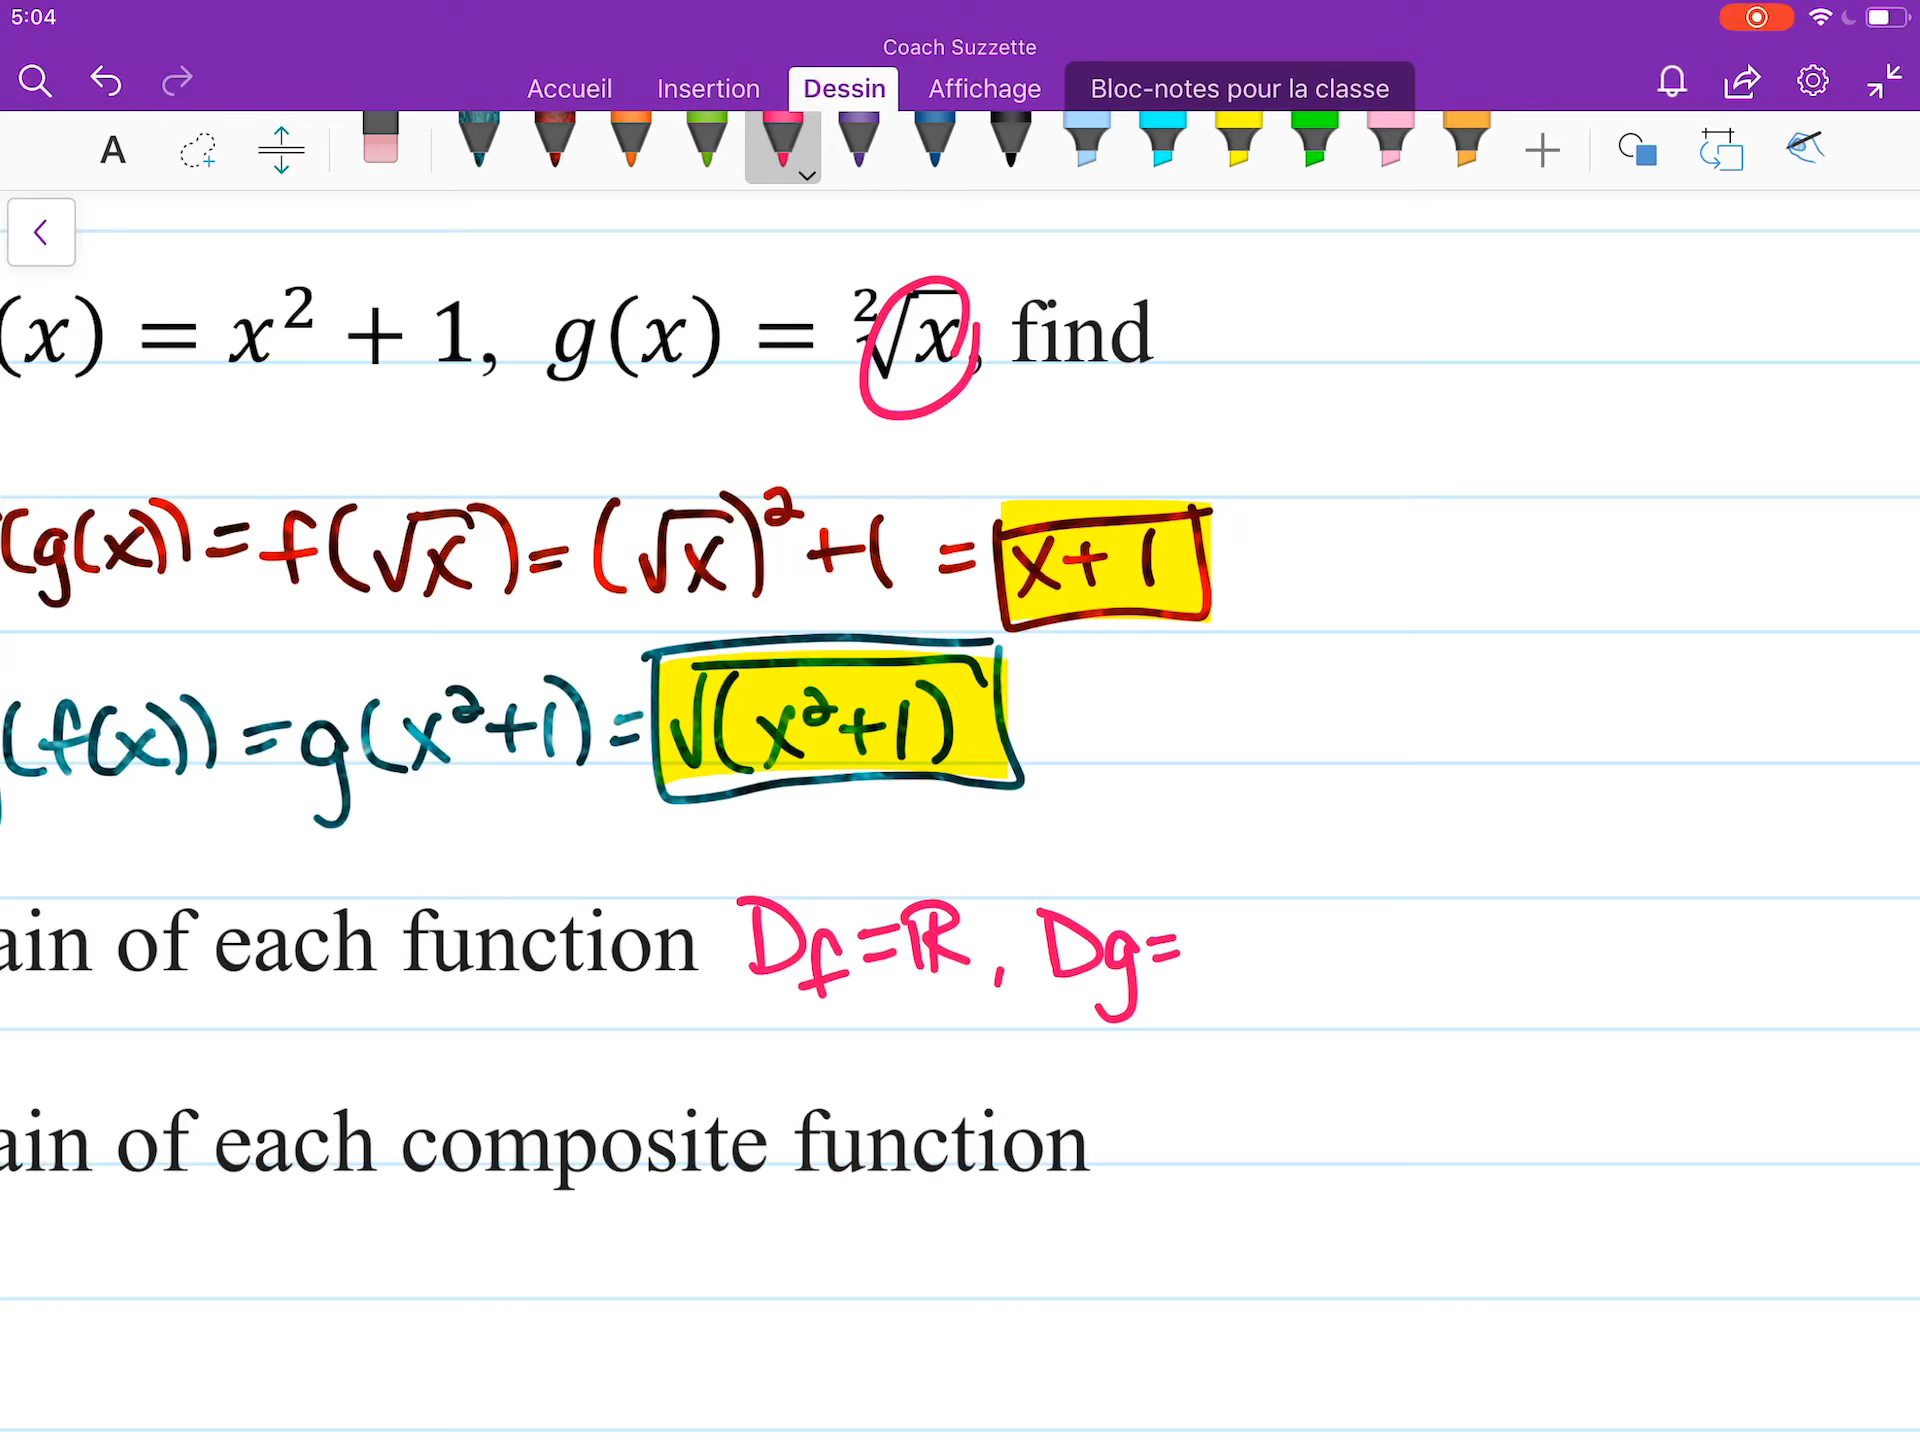 5:04
Coach Suzzette
Accueil Insertion Dessin Affichage Bloc-notes pour la classe
A
(x) = x² + 1, g(x) = ²√x, find
(g(x)) = f(√x) = (√x)² + 1 = x + 1
(f(x)) = g(x²+1) = √(x²+1)
ain of each function Df = ℝ, Dg =
ain of each composite function